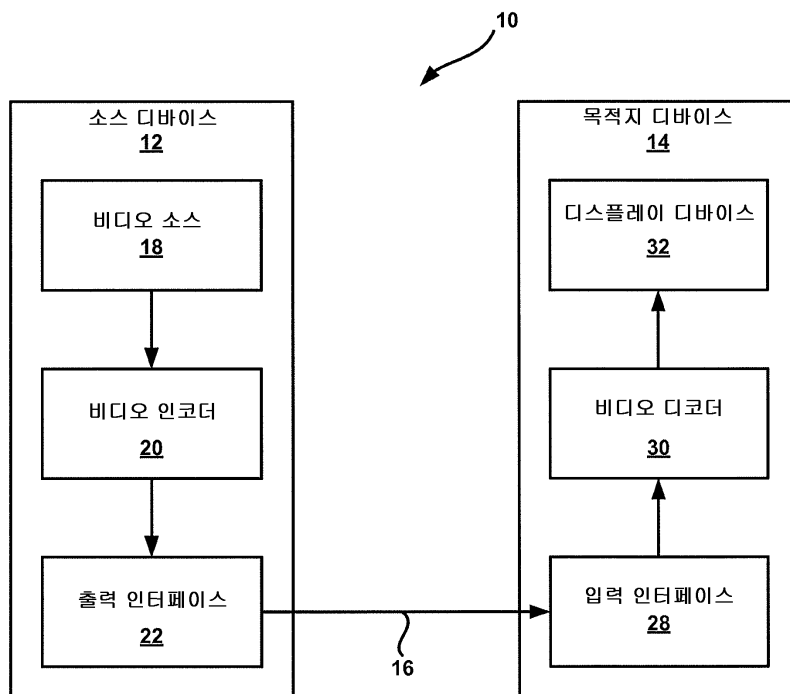 10
소스 디바이스
12
비디오 소스
18
비디오 인코더
20
출력 인터페이스
22
16
목적지 디바이스
14
디스플레이 디바이스
32
비디오 디코더
30
입력 인터페이스
28